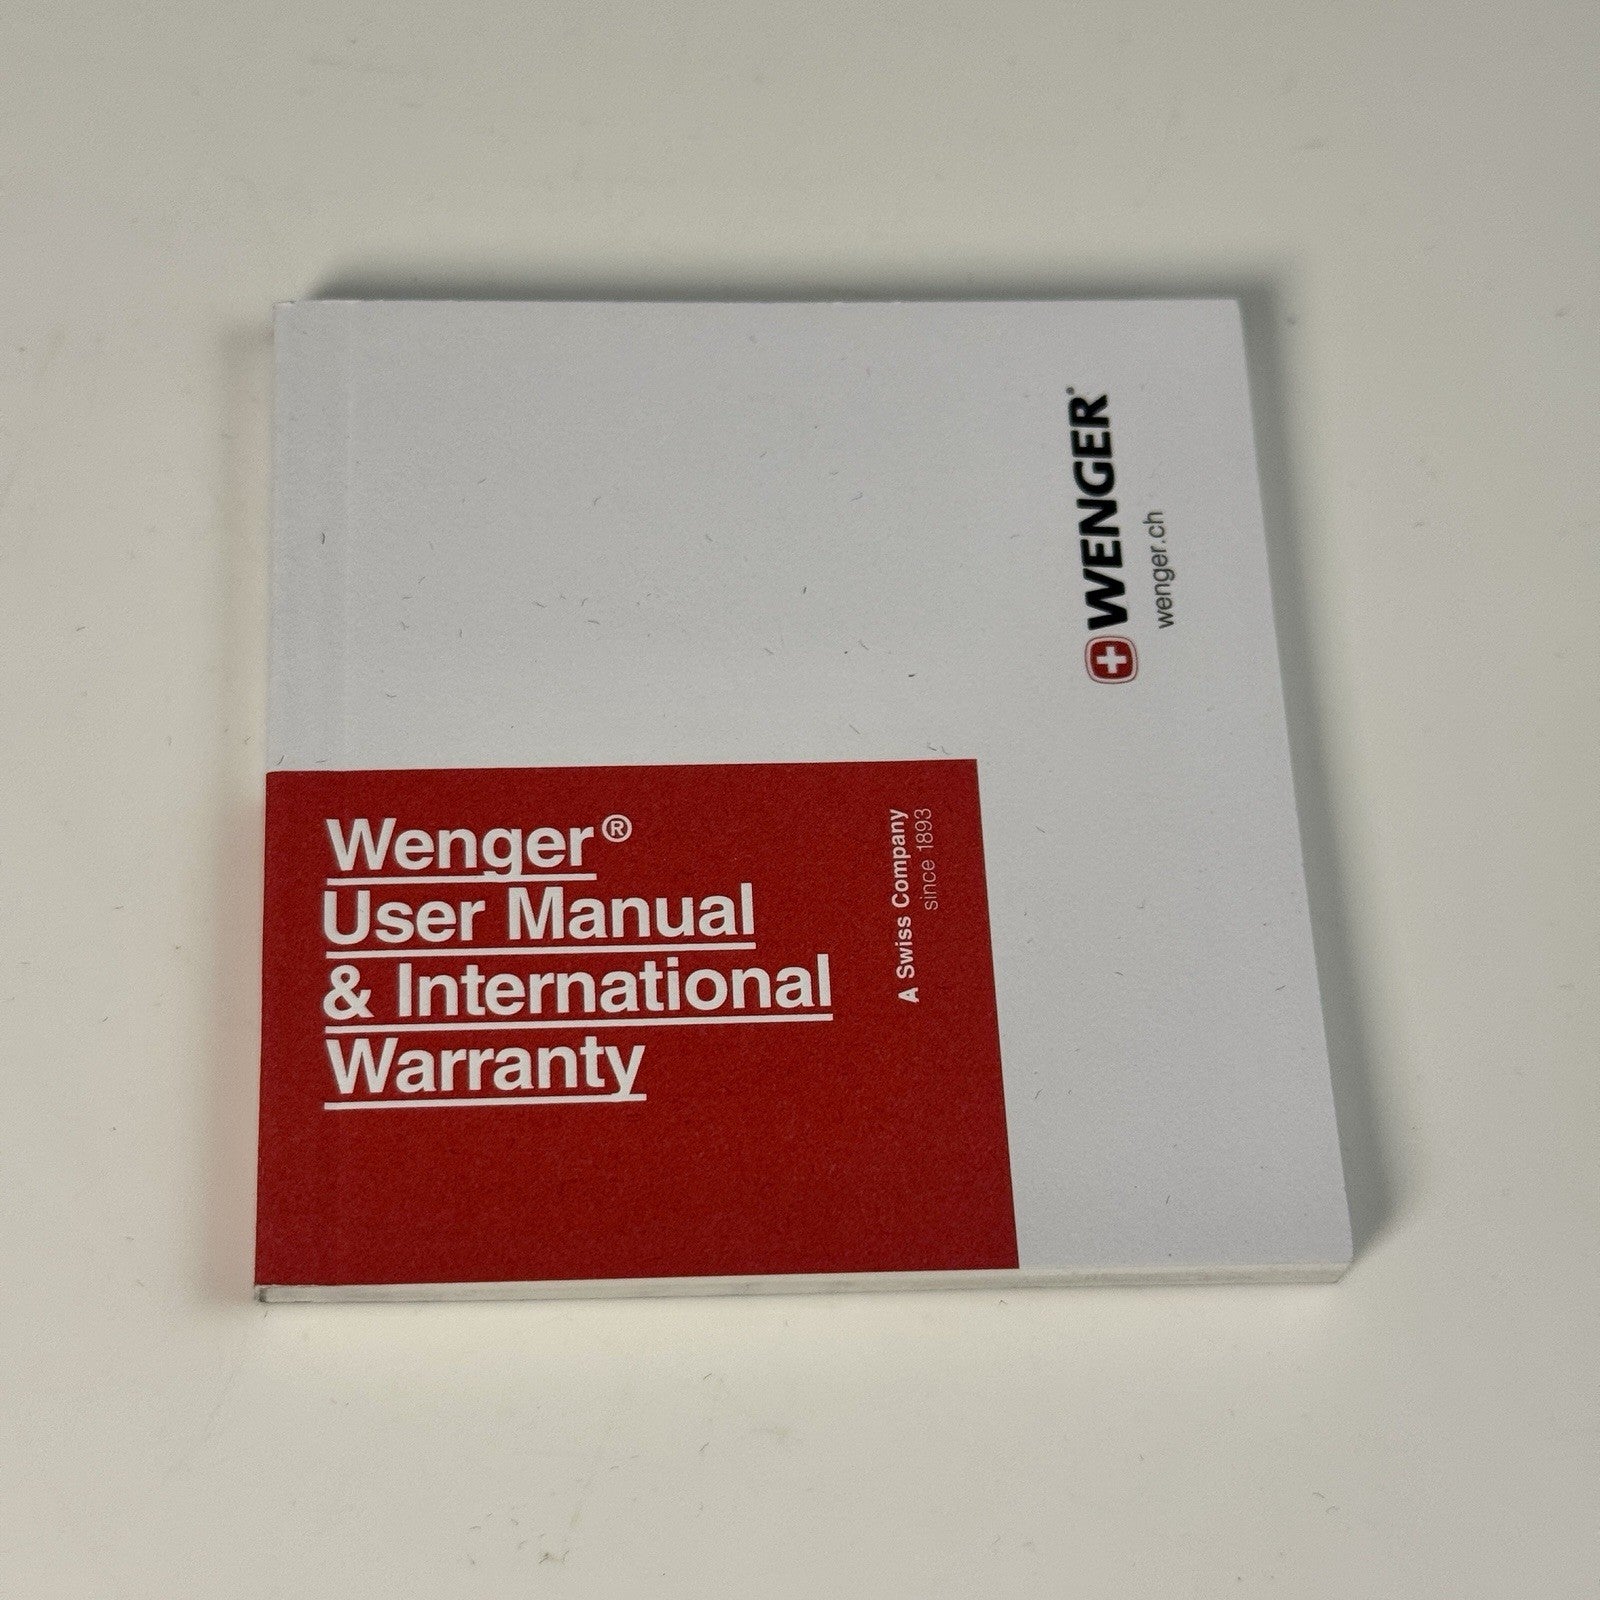 Wenger®
User Manual
& International
Warranty
A Swiss Company
since 1893
WENGER®
wenger.ch